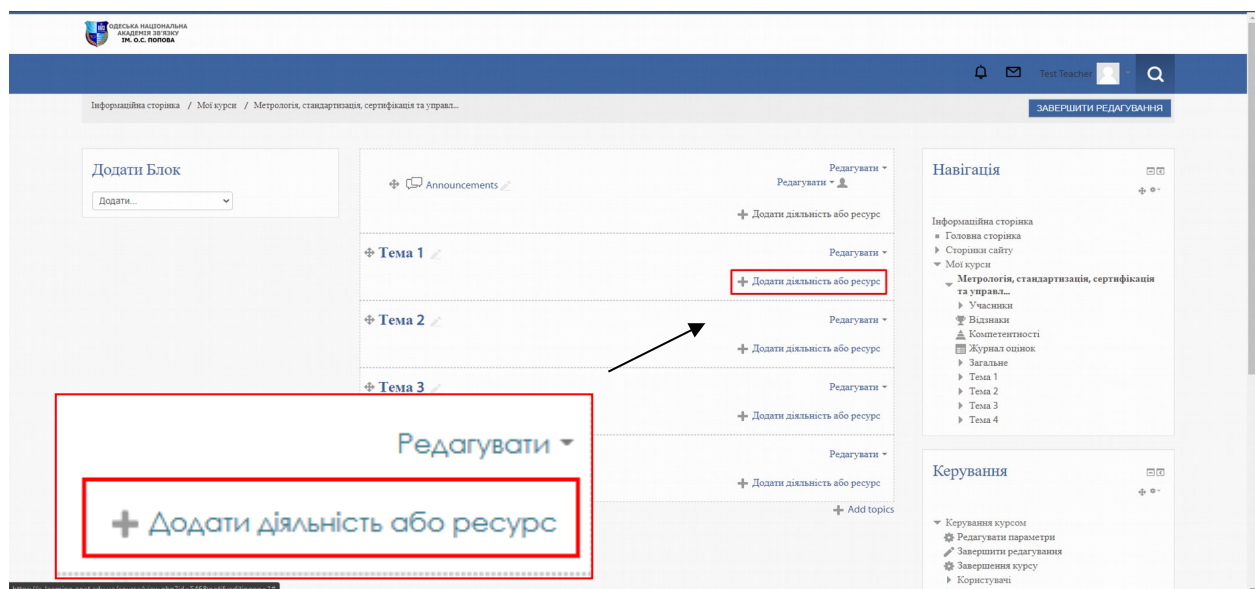 ОДЕСЬКА НАЦІОНАЛЬНА
АКАДЕМІЯ ЗВ'ЯЗКУ
ІМ. О.С. ПОПОВА
Test Teacher
Інформаційна сторінка / Мої курси / Метрологія, стандартизація, сертифікація та управл...
ЗАВЕРШИТИ РЕДАГУВАННЯ
Додати Блок
Додати...
Редагувати
Announcements
Редагувати
Додати діяльність або ресурс
Тема 1
Редагувати
Додати діяльність або ресурс
Тема 2
Редагувати
Додати діяльність або ресурс
Тема 3
Редагувати
Додати діяльність або ресурс
Редагувати
Додати діяльність або ресурс
Add topics
Редагувати
Додати діяльність або ресурс
Навігація
Інформаційна сторінка
Головна сторінка
Сторінки сайту
Мої курси
Метрологія, стандартизація, сертифікація
та управл...
Учасники
Відзнаки
Компетентності
Журнал оцінок
Загальне
Тема 1
Тема 2
Тема 3
Тема 4
Керування
Керування курсом
Редагувати параметри
Завершити редагування
Завершення курсу
Користувачі